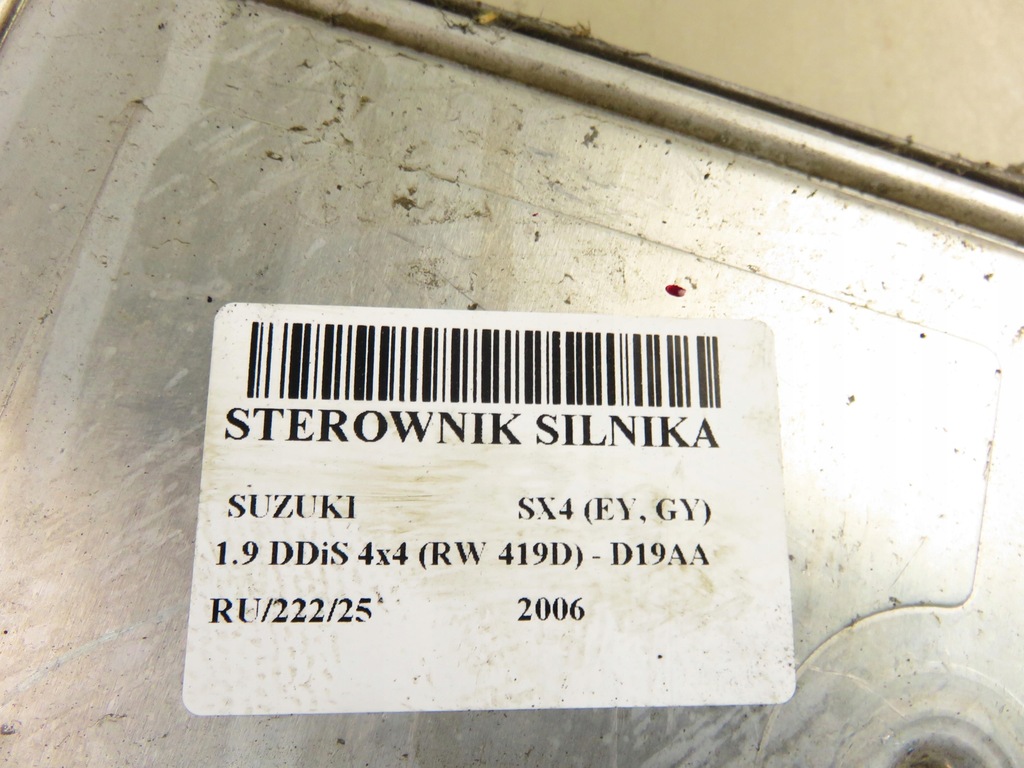 STEROWNIK SILNIKA
SUZUKI SX4 (EY, GY)
1.9 DDiS 4x4 (RW 419D) - D19AA
RU/222/25 2006